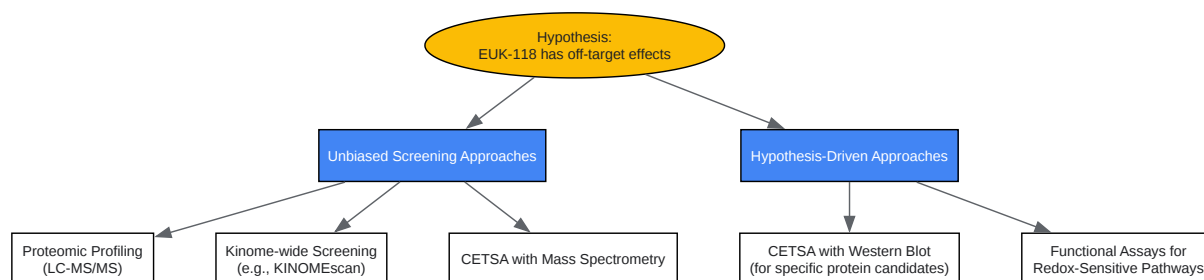 Hypothesis:
EUK-118 has off-target effects
Unbiased Screening Approaches
Hypothesis-Driven Approaches
Proteomic Profiling
(LC-MS/MS)
Kinome-wide Screening
(e.g., KINOMEscan)
CETSA with Mass Spectrometry
CETSA with Western Blot
(for specific protein candidates)
Functional Assays for
Redox-Sensitive Pathways